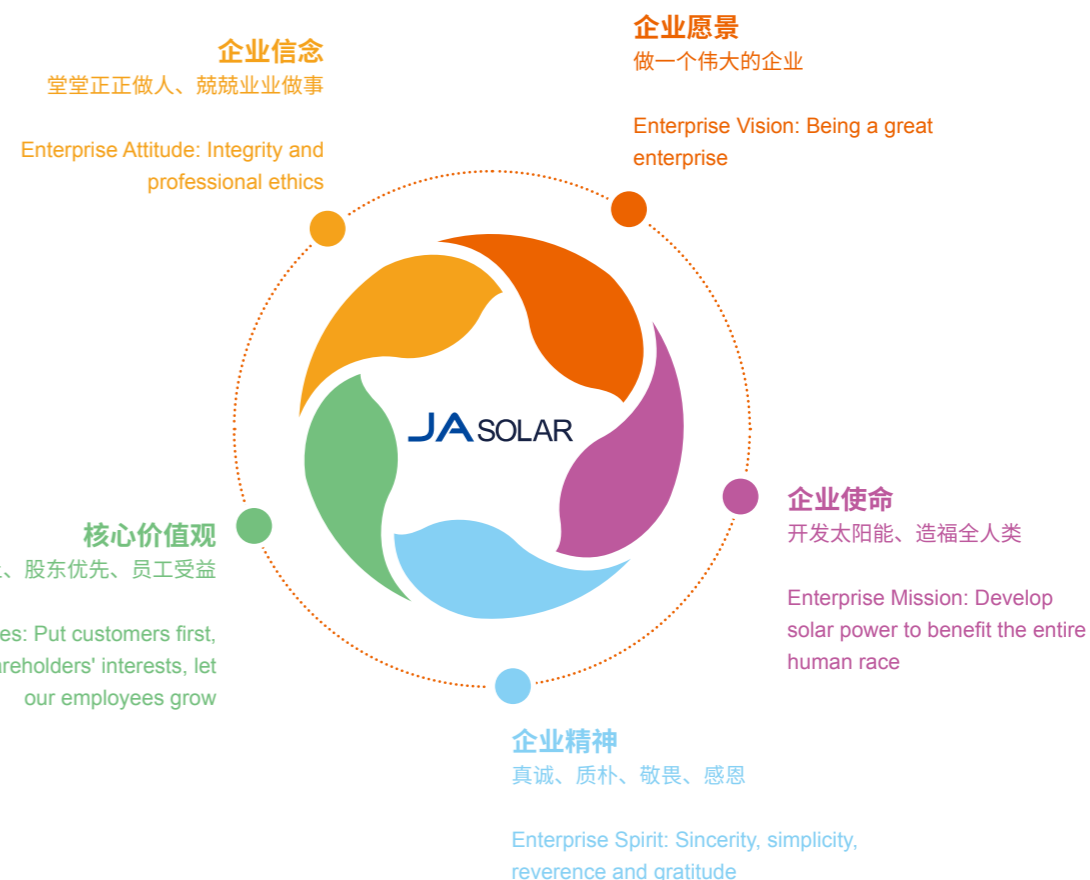 企业信念
堂堂正正做人、兢兢业业做事
Enterprise Attitude: Integrity and
professional ethics
企业愿景
做一个伟大的企业
Enterprise Vision: Being a great
enterprise
JA SOLAR
企业使命
开发太阳能、造福全人类
Enterprise Mission: Develop
solar power to benefit the entire
human race
核心价值观
、股东优先、员工受益
es: Put customers first,
areholders' interests, let
our employees grow
企业精神
真诚、质朴、敬畏、感恩
Enterprise Spirit: Sincerity, simplicity,
reverence and gratitude